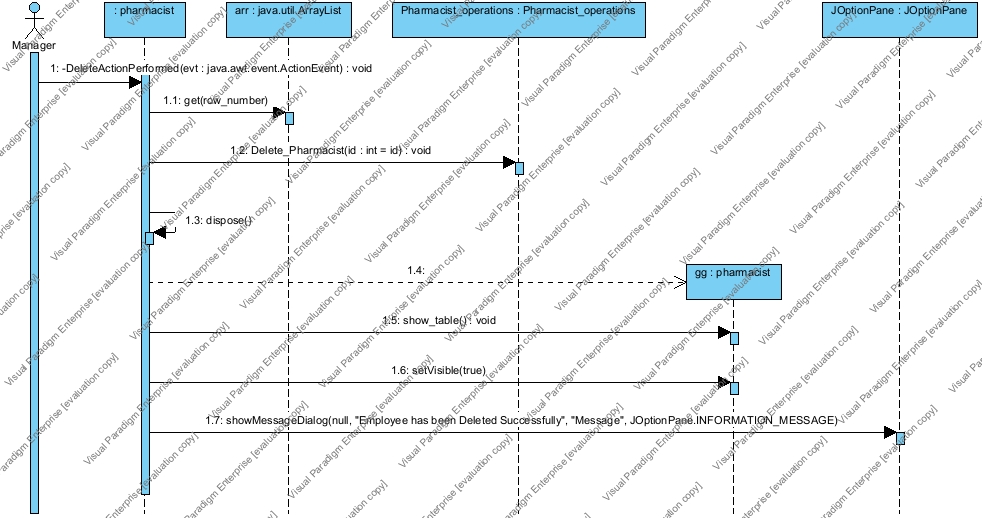 : pharmacist
arr : java.util.ArrayList
Pharmacist_operations : Pharmacist_operations
JOptionPane : JOptionPane
Manager
1: -DeleteActionPerformed(evt : java.awt.event.ActionEvent) : void
1.1: get(row_number)
1.2: Delete_Pharmacist(id : int = id) : void
1.3: dispose()
1.4:
gg : pharmacist
1.5: show_table() : void
1.6: setVisible(true)
1.7: showMessageDialog(null, "Employee has been Deleted Successfully", "Message", JOptionPane.INFORMATION_MESSAGE)
Visual Paradigm Enterprise [evaluation copy]